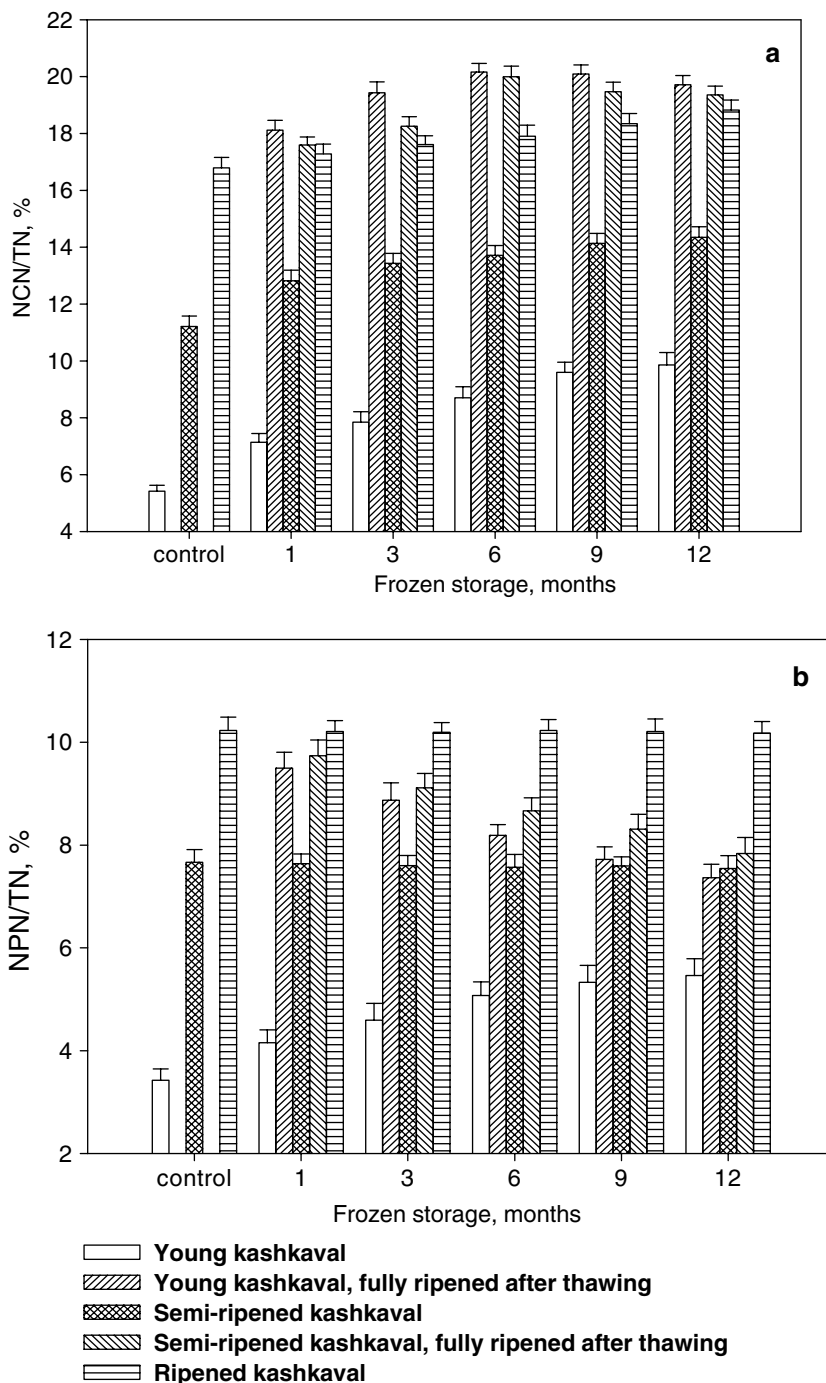 a
NCN/TN, %
22
20
18
16
14
12
10
8
6
4
control 1 3 6 9 12
Frozen storage, months
b
NPN/TN, %
12
10
8
6
4
2
control 1 3 6 9 12
Frozen storage, months
Young kashkaval
Young kashkaval, fully ripened after thawing
Semi-ripened kashkaval
Semi-ripened kashkaval, fully ripened after thawing
Ripened kashkaval